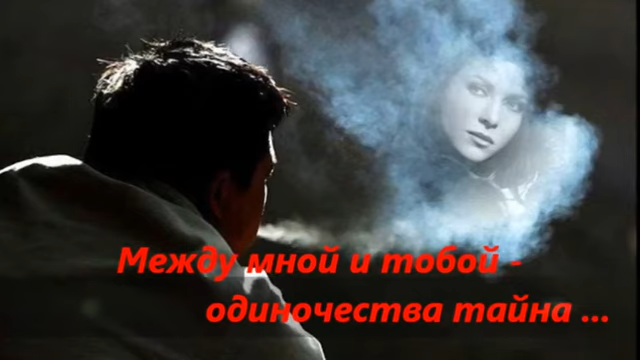 Между мной и тобой -
одиночества тайна ...